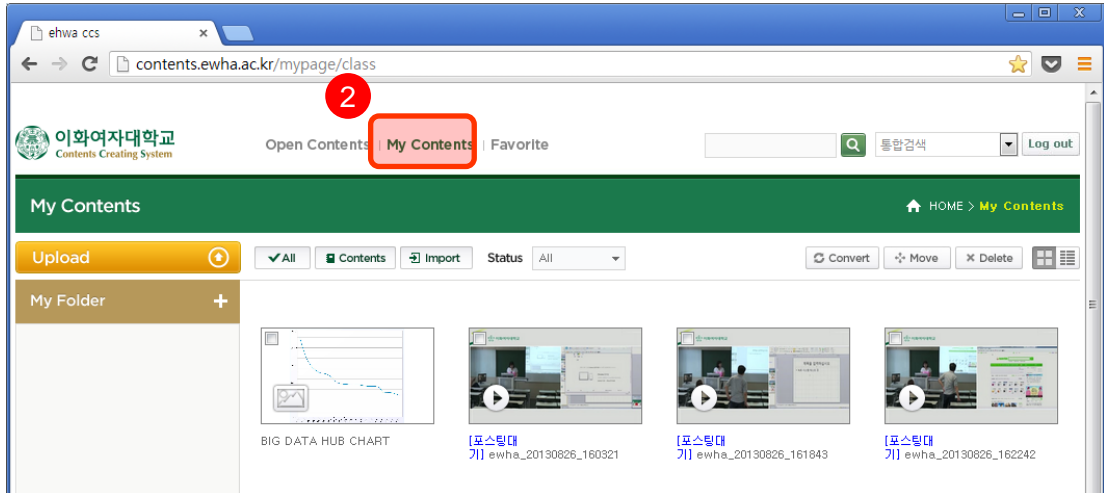 ehwa ccs
contents.ewha.ac.kr/mypage/class
2
이화여자대학교
Contents Creating System
Open Contents | My Contents | Favorite
통합검색
Log out
My Contents
HOME > My Contents
Upload
All
Contents
Import
Status
All
Convert
Move
Delete
My Folder
BIG DATA HUB CHART
[포스팅대
기] ewha_20130826_160321
[포스팅대
기] ewha_20130826_161843
[포스팅대
기] ewha_20130826_162242